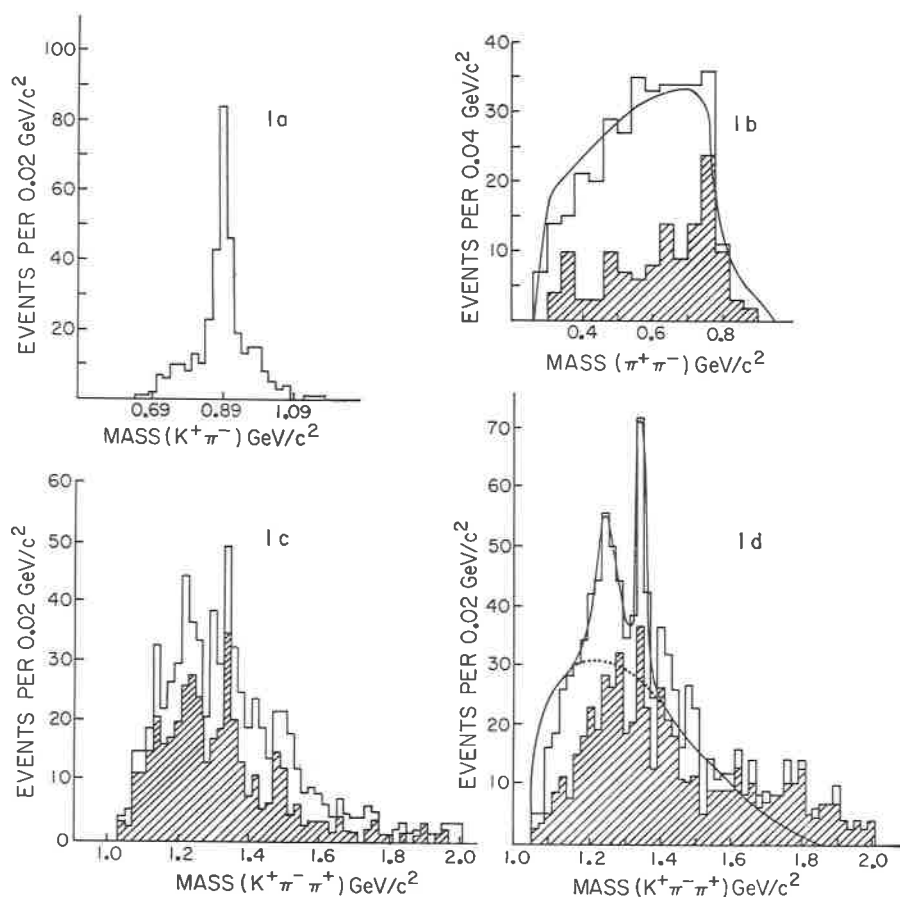 EVENTS PER 0.02 GeV/c²
100
80
60
40
20
1a
0.69 0.89 1.09
MASS (K⁺π⁻) GeV/c²
EVENTS PER 0.04 GeV/c²
40
30
20
10
1b
0.4 0.6 0.8
MASS (π⁺π⁻) GeV/c²
EVENTS PER 0.02 GeV/c²
60
50
40
30
20
10
0
1c
1.0 1.2 1.4 1.6 1.8 2.0
MASS (K⁺π⁻π⁺) GeV/c²
EVENTS PER 0.02 GeV/c²
70
60
50
40
30
20
10
1d
1.0 1.2 1.4 1.6 1.8 2.0
MASS (K⁺π⁻π⁺) GeV/c²